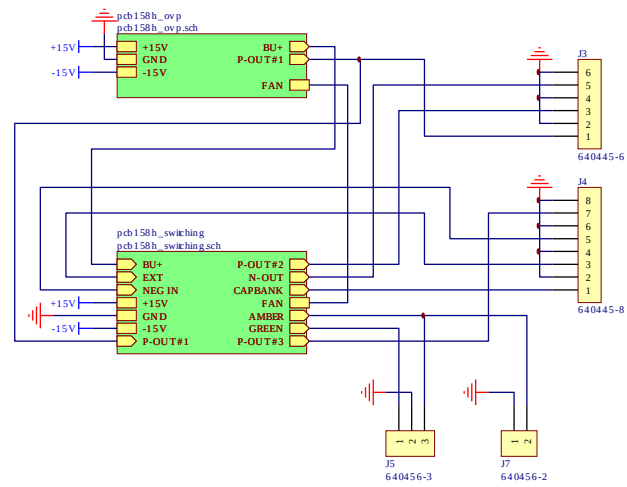 pcb158h_ovp
pcb158h_ovp.sch
+15V
+15V
BU+
GND
P-OUT#1
-15V
-15V
FAN
J3
6
5
4
3
2
1
640445-6
J4
8
7
6
5
4
3
2
1
640445-8
pcb158h_switching
pcb158h_switching.sch
BU+
P-OUT#2
EXT
N-OUT
NEG IN
CAPBANK
+15V
+15V
FAN
GND
AMBER
-15V
-15V
GREEN
P-OUT#1
P-OUT#3
1
2
3
J5
640456-3
1
2
J7
640456-2